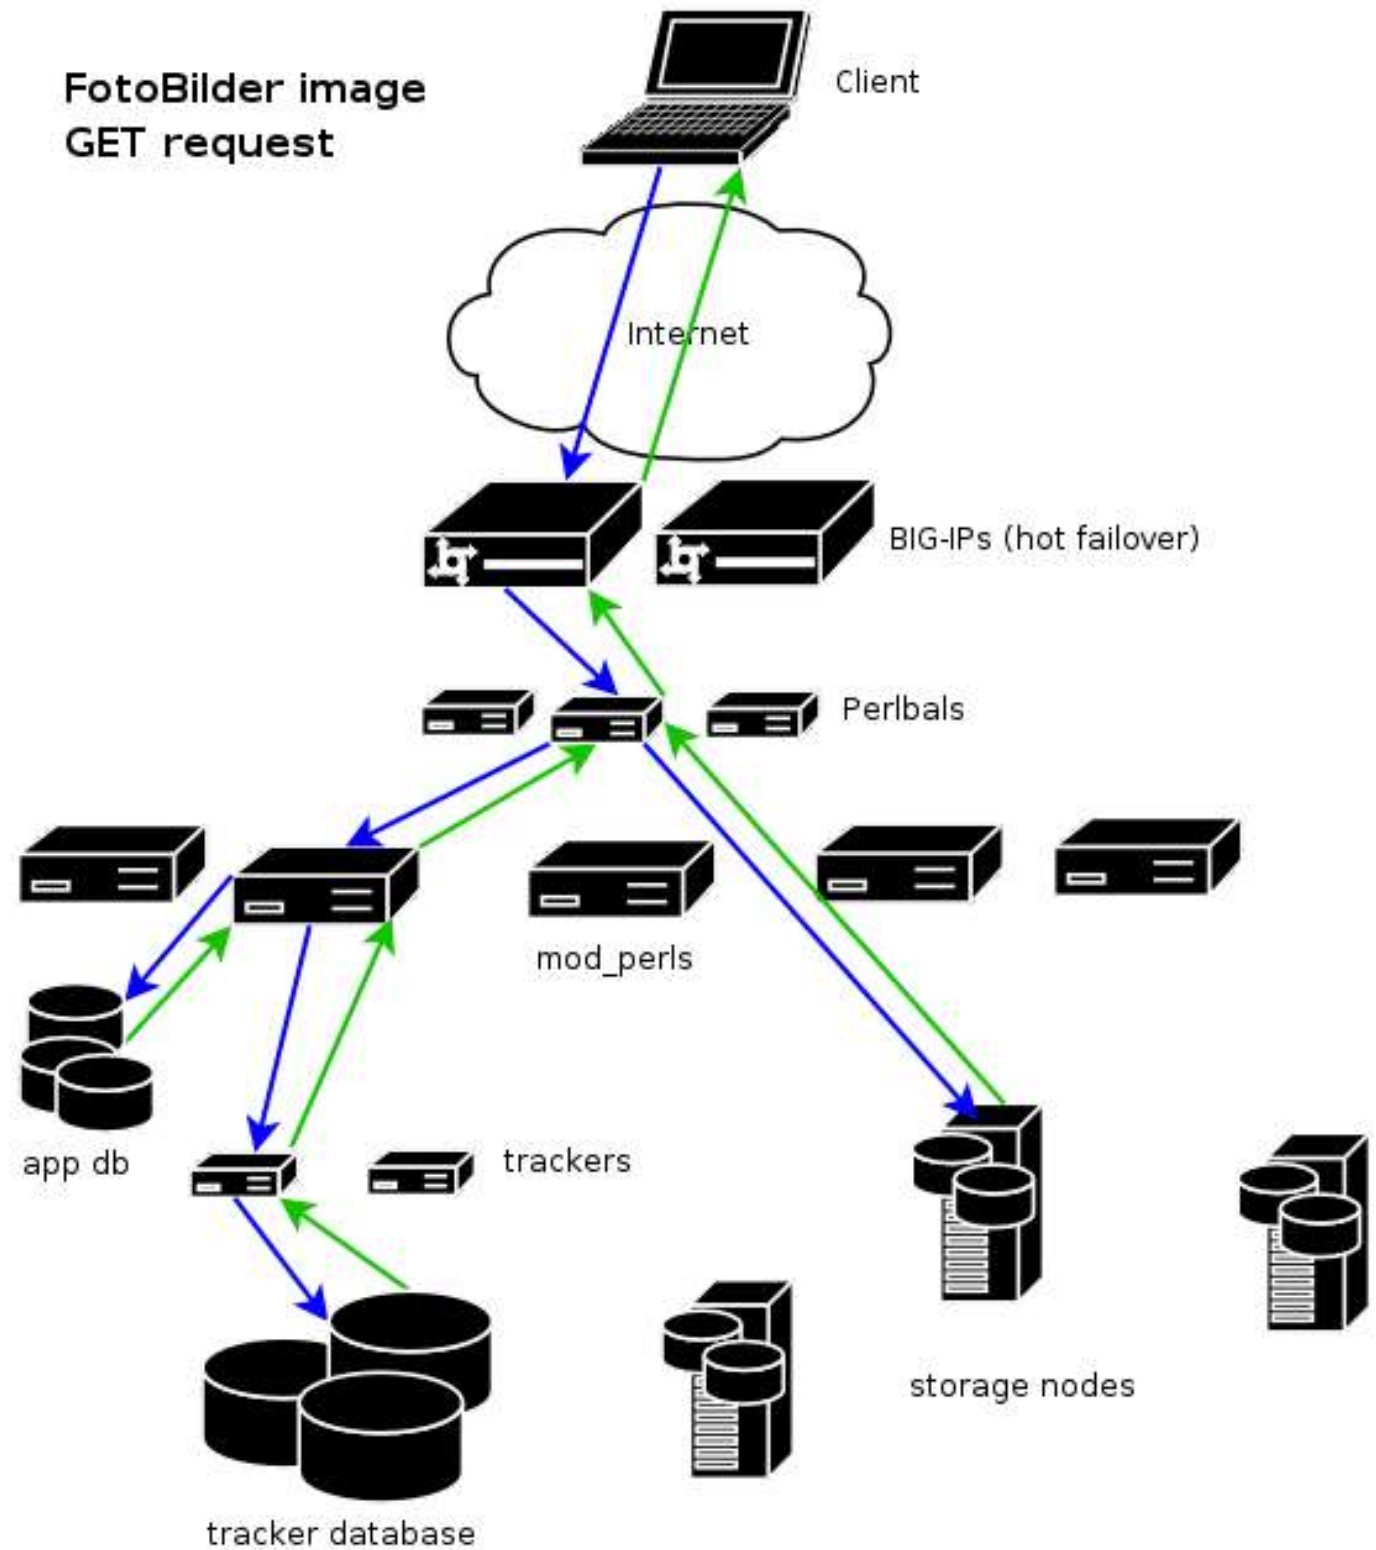 FotoBilder image
GET request
Client
Internet
BIG-IPs (hot failover)
Perlbals
mod_perls
app db
trackers
storage nodes
tracker database